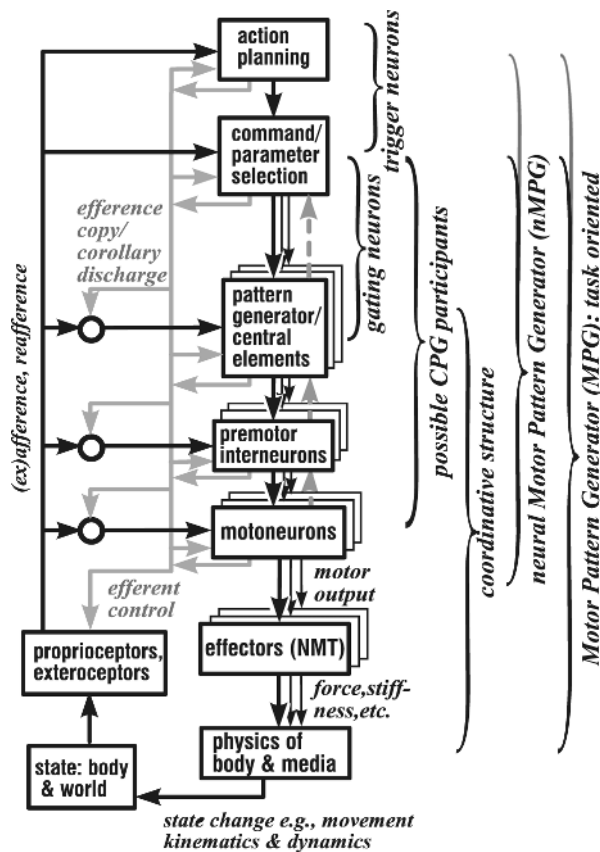 action
planning
command/
parameter
selection
trigger neurons
efference
copy/
corollary
discharge
gating neurons
pattern
generator/
central
elements
possible CPG participants
coordinative structure
neural Motor Pattern Generator (nMPG)
Motor Pattern Generator (MPG): task oriented
(ex)afference, reafference
premotor
interneurons
motoneurons
efferent
control
motor
output
proprioceptors,
exteroceptors
effectors (NMT)
force,stiff-
ness,etc.
physics of
body & media
state: body
& world
state change e.g., movement
kinematics & dynamics